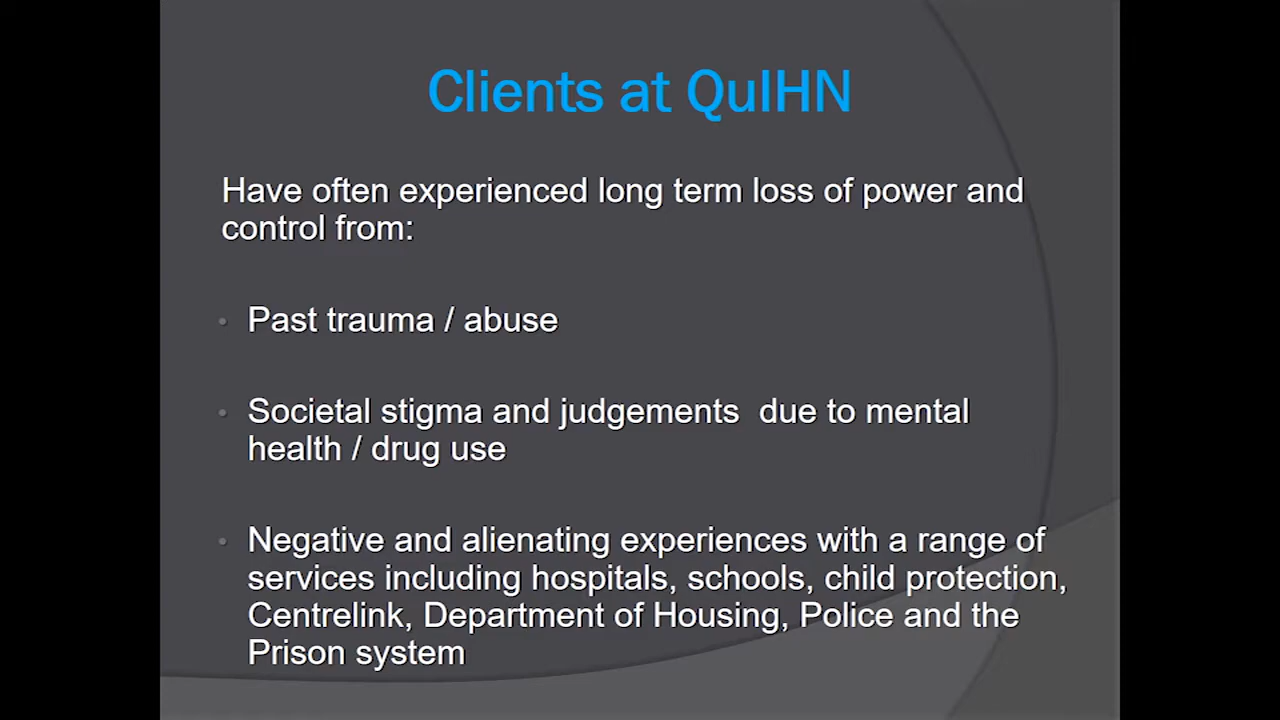 Clients at QuIHN
Have often experienced long term loss of power and
control from:
• Past trauma / abuse
• Societal stigma and judgements  due to mental
health / drug use
• Negative and alienating experiences with a range of
services including hospitals, schools, child protection,
Centrelink, Department of Housing, Police and the
Prison system